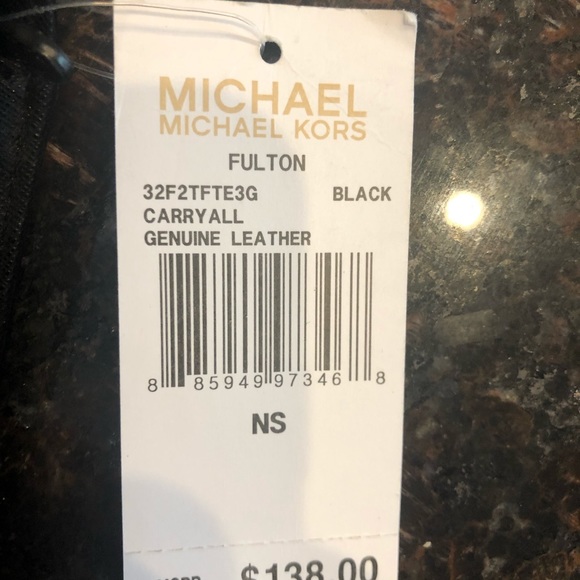 MICHAEL
MICHAEL KORS
FULTON
32F2TFTE3G BLACK
CARRYALL
GENUINE LEATHER
8 85949 97346 8
NS
$138.00